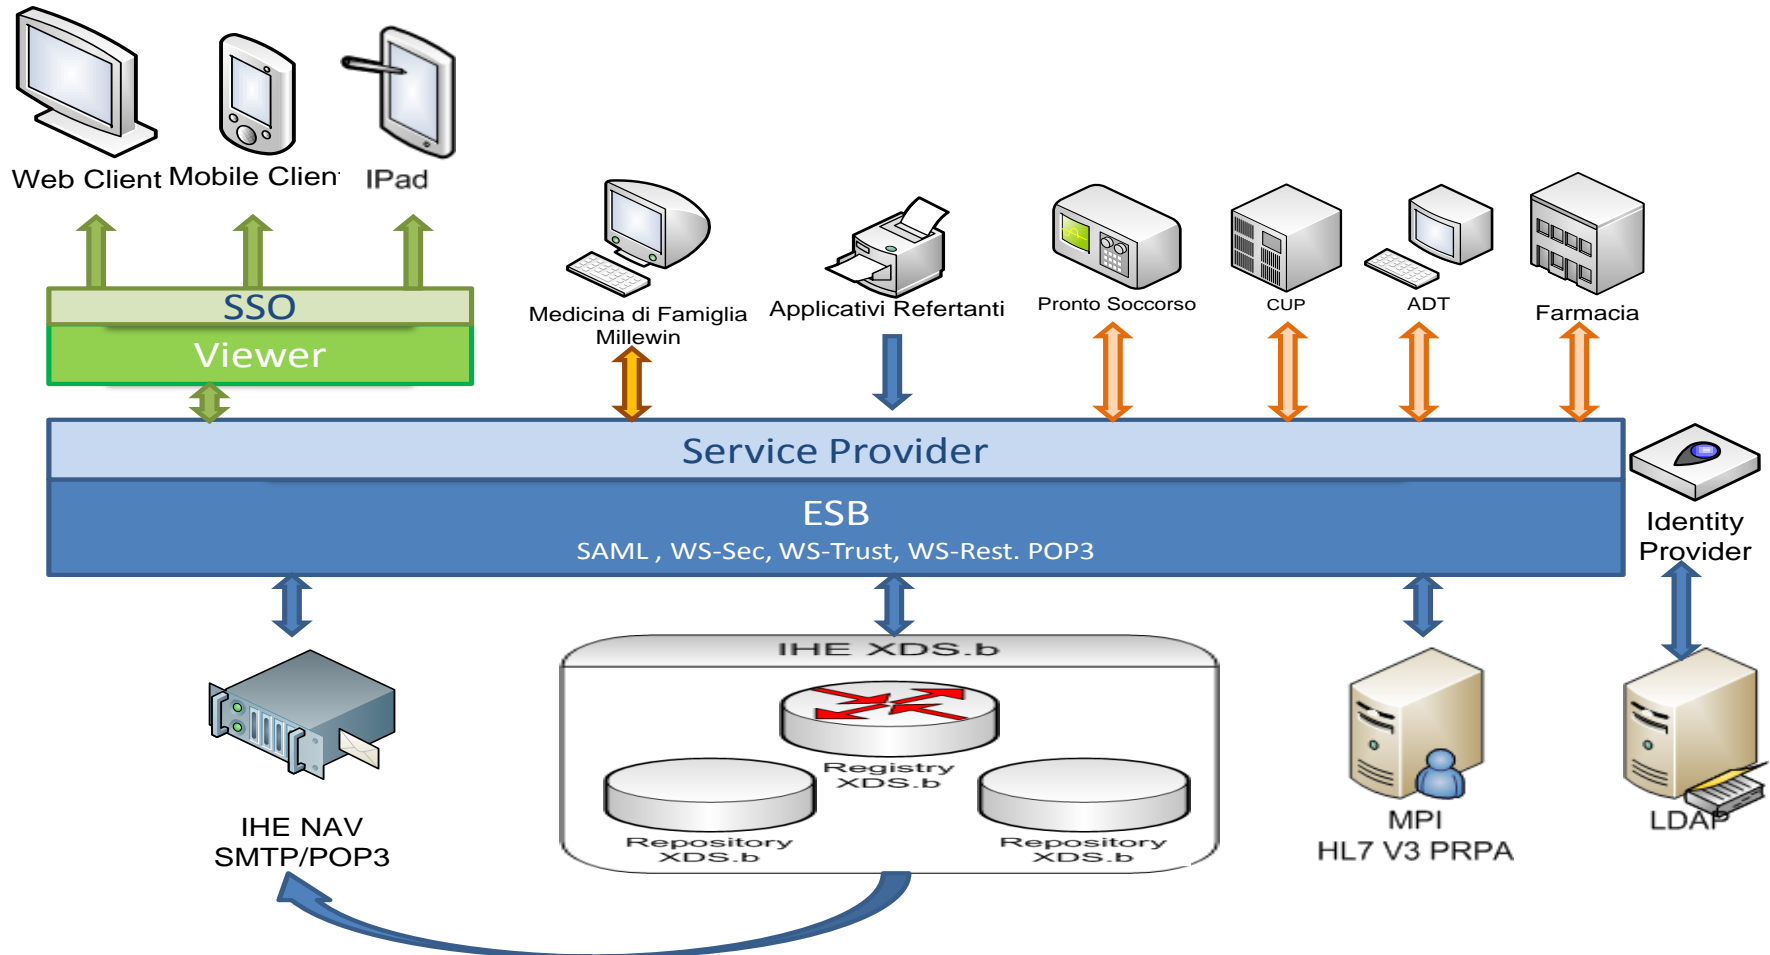 Web Client
Mobile Clien
IPad
SSO
Viewer
Medicina di Famiglia
Millewin
Applicativi Refertanti
Pronto Soccorso
CUP
ADT
Farmacia
Service Provider
ESB
SAML , WS-Sec, WS-Trust, WS-Rest. POP3
Identity
Provider
IHE NAV
SMTP/POP3
IHE XDS.b
Registry
XDS.b
Repository
XDS.b
Repository
XDS.b
MPI
HL7 V3 PRPA
LDAP